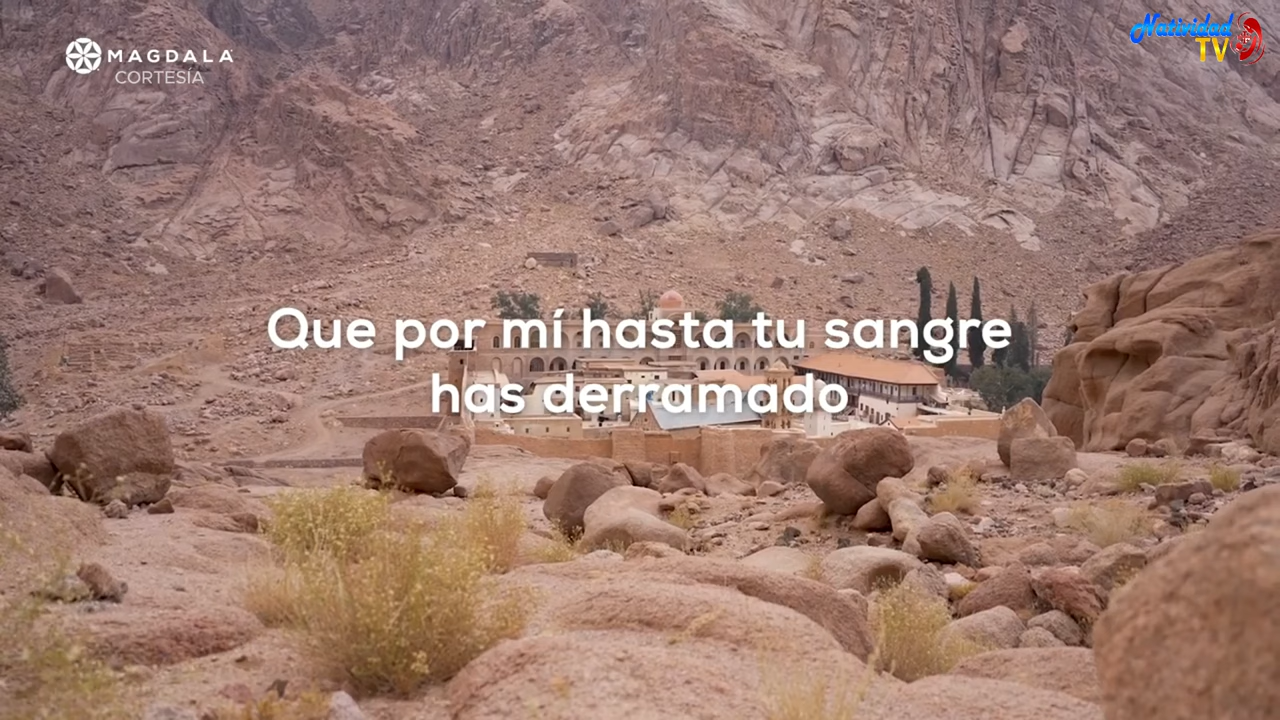 MAGDALA
CORTESÍA
Natividad
TV
Que por mí hasta tu sangre
has derramado